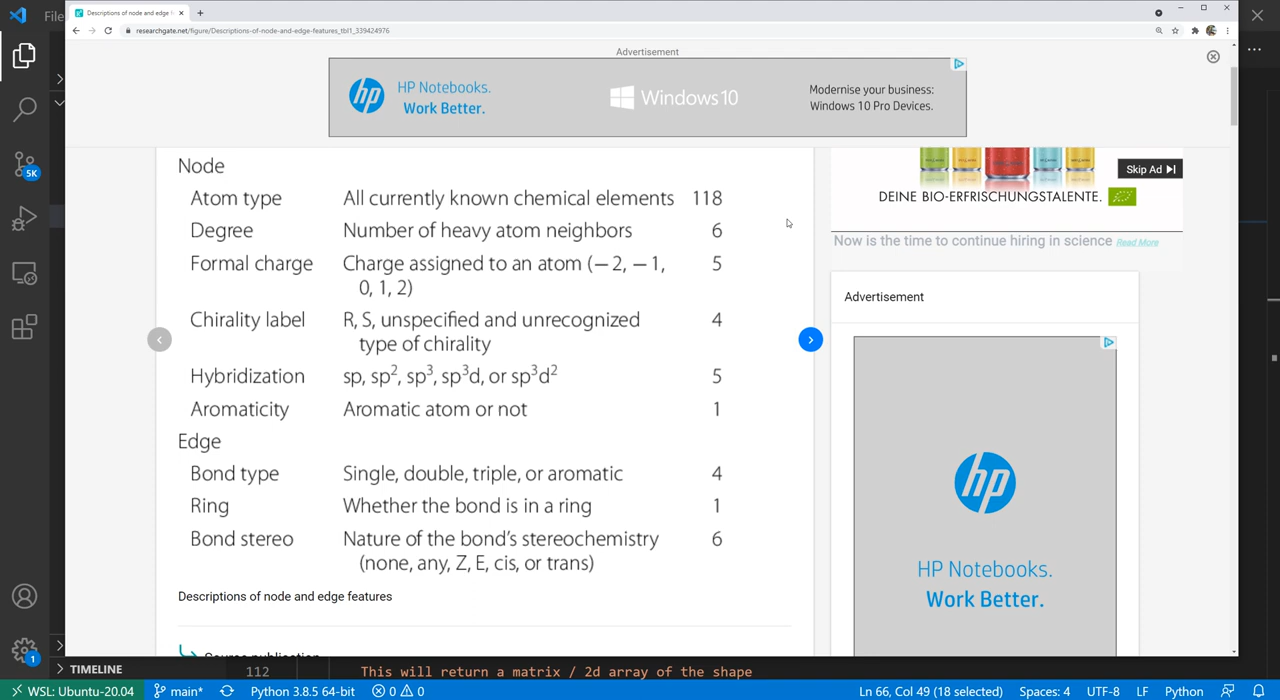 File
Descriptions of node and edge f
researchgate.net/figure/Descriptions-of-node-and-edge-features_tbl1_339424976
Advertisement
hp
HP Notebooks.
Work Better.
Windows 10
Modernise your business:
Windows 10 Pro Devices.
Node
Atom type All currently known chemical elements 118
Degree Number of heavy atom neighbors 6
Formal charge Charge assigned to an atom (−2, −1,
0, 1, 2)
5
Chirality label R, S, unspecified and unrecognized
type of chirality
4
Hybridization sp, sp², sp³, sp³d, or sp³d² 5
Aromaticity Aromatic atom or not 1
Edge
Bond type Single, double, triple, or aromatic 4
Ring Whether the bond is in a ring 1
Bond stereo Nature of the bond's stereochemistry
(none, any, Z, E, cis, or trans)
6
Descriptions of node and edge features
Source publication
Skip Ad
DEINE BIO-ERFRISCHUNGSTALENTE.
Now is the time to continue hiring in science Read More
Advertisement
hp
HP Notebooks.
Work Better.
5K
1
TIMELINE
112 This will return a matrix / 2d array of the shape
WSL: Ubuntu-20.04 main* Python 3.8.5 64-bit 0 0 Ln 66, Col 49 (18 selected) Spaces: 4 UTF-8 LF Python